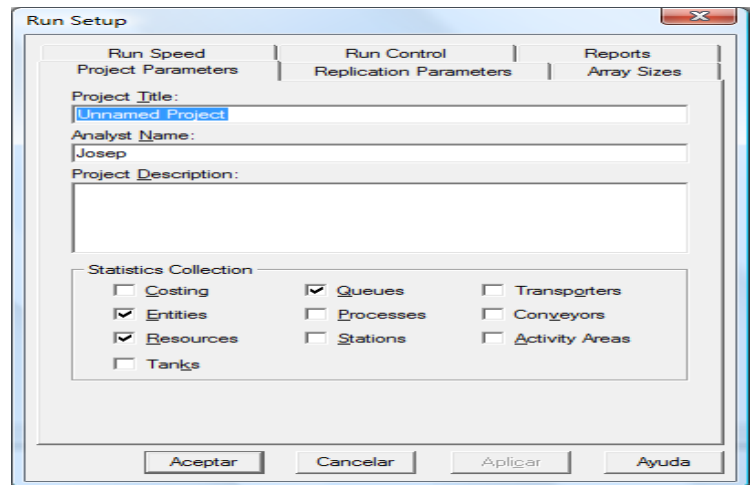 Run Setup
Run Speed Run Control Reports
Project Parameters Replication Parameters Array Sizes
Project Title:
Unnamed Project
Analyst Name:
Josep
Project Description:
Statistics Collection
Costing Queues Transporters
Entities Processes Conveyors
Resources Stations Activity Areas
Tanks
Aceptar Cancelar Aplicar Ayuda